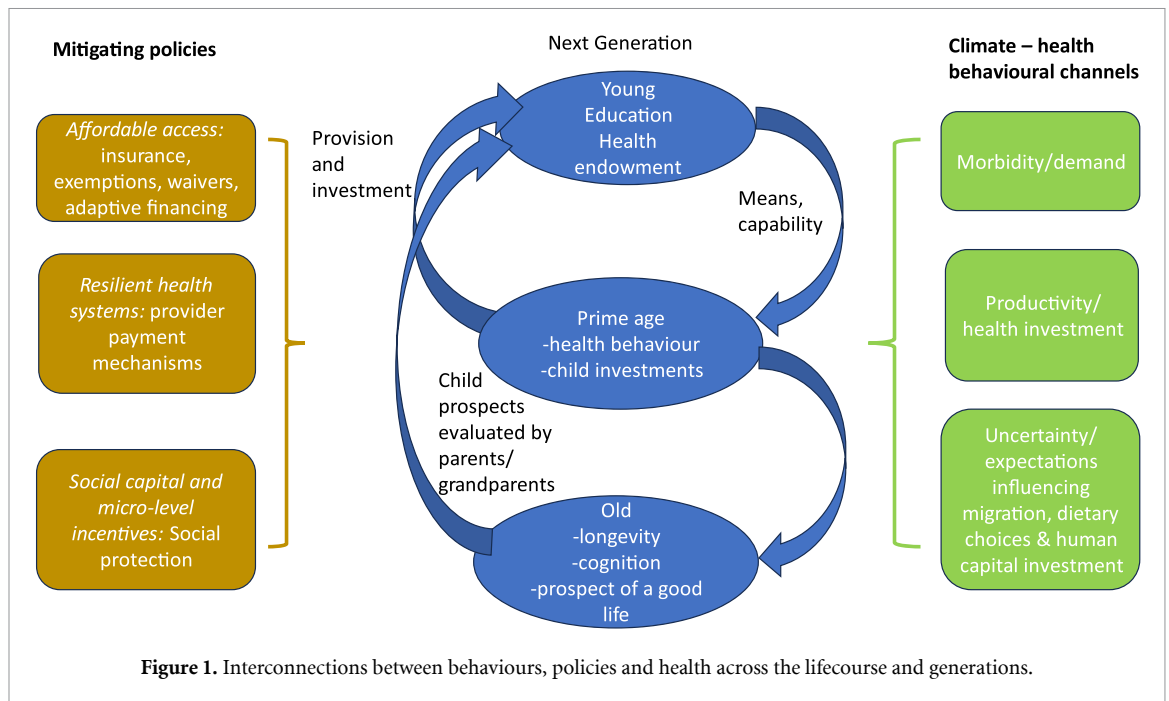 Mitigating policies
Affordable access:
insurance,
exemptions, waivers,
adaptive financing
Resilient health
systems: provider
payment
mechanisms
Social capital and
micro-level
incentives: Social
protection
Next Generation
Provision
and
investment
Young
Education
Health
endowment
Means,
capability
Prime age
-health behaviour
-child investments
Child
prospects
evaluated by
parents/
grandparents
Old
-longevity
-cognition
-prospect of a good
life
Climate – health
behavioural channels
Morbidity/demand
Productivity/
health investment
Uncertainty/
expectations
influencing
migration, dietary
choices & human
capital investment
Figure 1. Interconnections between behaviours, policies and health across the lifecourse and generations.